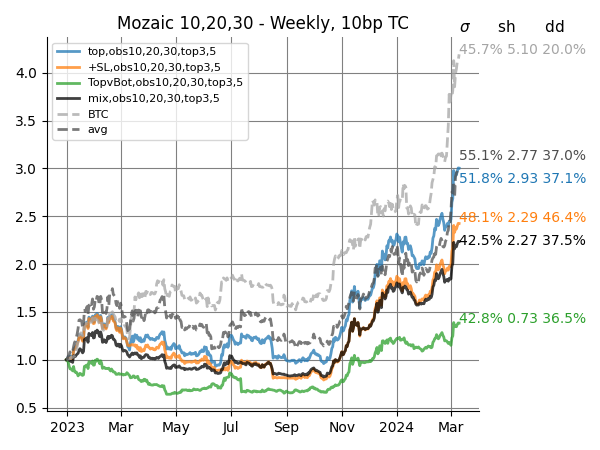 Mozaic 10,20,30 - Weekly, 10bp TC
σ sh dd
top,obs10,20,30,top3,5
+SL,obs10,20,30,top3,5
TopvBot,obs10,20,30,top3,5
mix,obs10,20,30,top3,5
BTC
avg
45.7% 5.10 20.0%
55.1% 2.77 37.0%
51.8% 2.93 37.1%
48.1% 2.29 46.4%
42.5% 2.27 37.5%
42.8% 0.73 36.5%
4.0
3.5
3.0
2.5
2.0
1.5
1.0
0.5
2023 Mar May Jul Sep Nov 2024 Mar